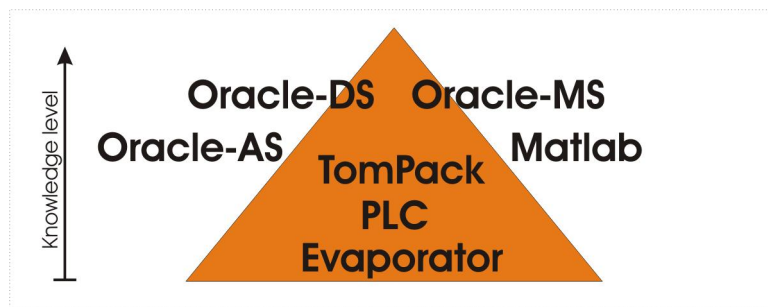 Oracle-DS Oracle-MS
Oracle-AS Matlab
TomPack
PLC
Evaporator
Knowledge level